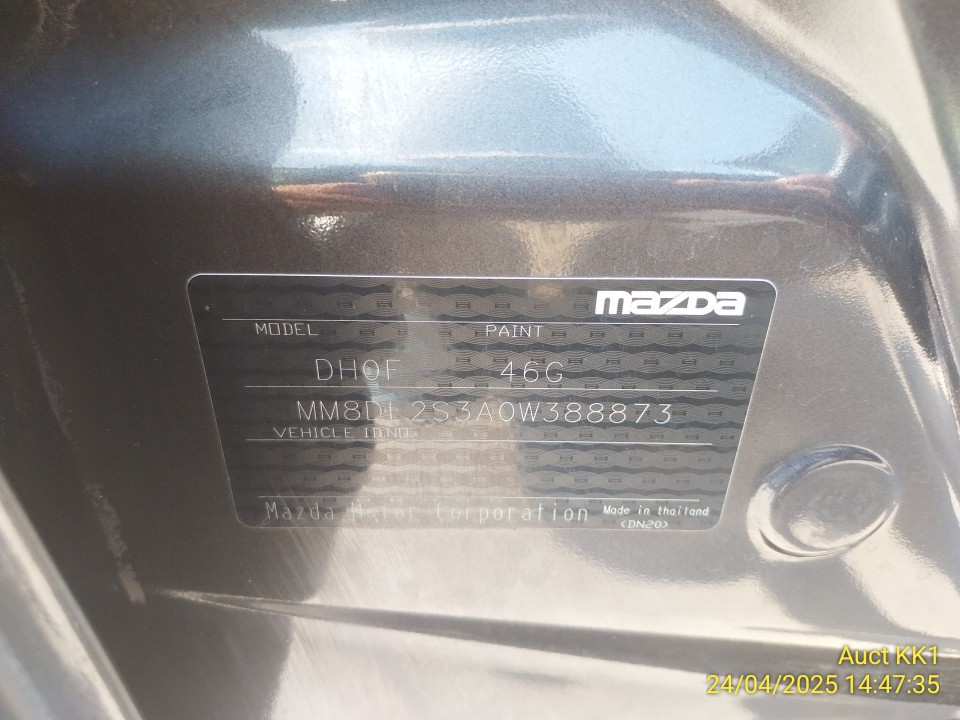 mazda
MODEL PAINT
DH0F 46G
VEHICLE ID.NO
Mazda Motor Corporation Made in thailand
<DN20>
Auct KK1
24/04/2025 14:47:35